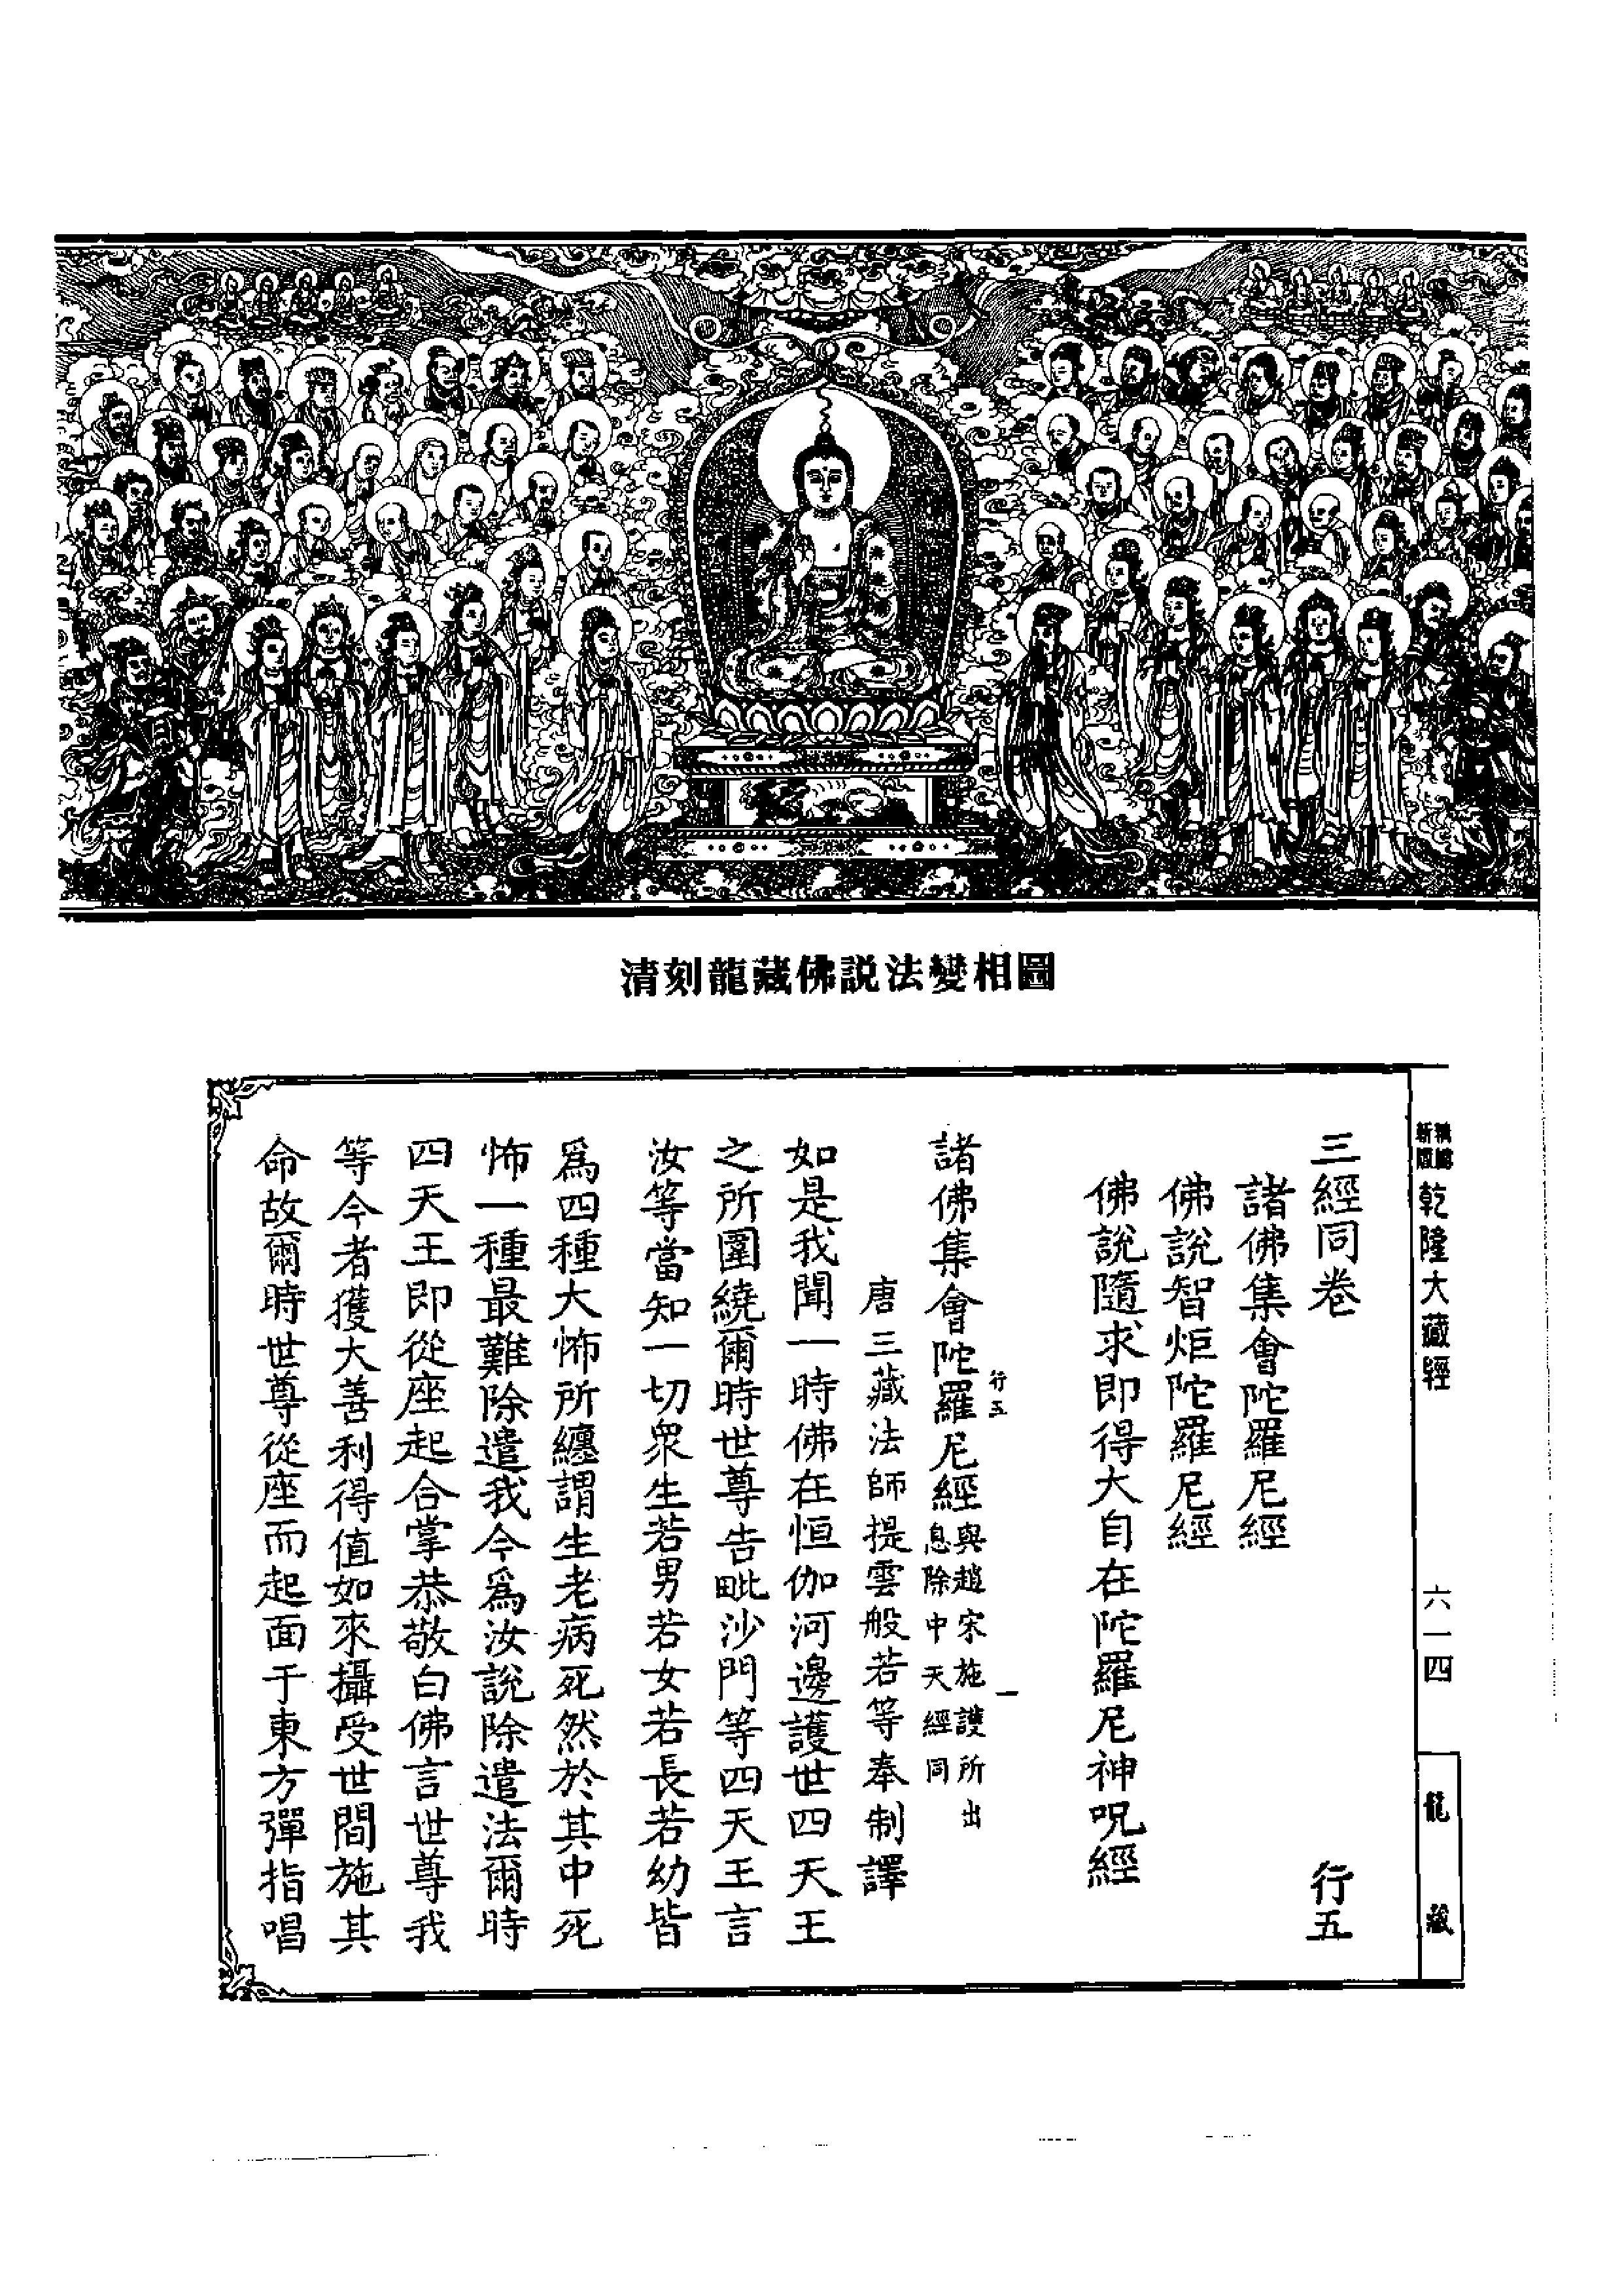 清刻龍藏佛説法變相圖
新編縮版 乾隆大藏經
六一四
龍藏
三經同卷 行五
諸佛集會陀羅尼經
佛說智炬陀羅尼經
佛說隨求即得大自在陀羅尼神呪經
行五 一
諸佛集會陀羅尼經與趙宋施護所出息除中天經同
唐三藏法師提雲般若等奉制譯
如是我聞一時佛在恒伽河邊護世四天王
之所圍繞爾時世尊告毗沙門等四天王言
汝等當知一切衆生若男若女若長若幼皆
爲四種大怖所纏謂生老病死然於其中死
怖一種最難除遣我今爲汝說除遣法爾時
四天王即從座起合掌恭敬白佛言世尊我
等今者獲大善利得值如來攝受世間施其
命故爾時世尊從座而起面于東方彈指唱